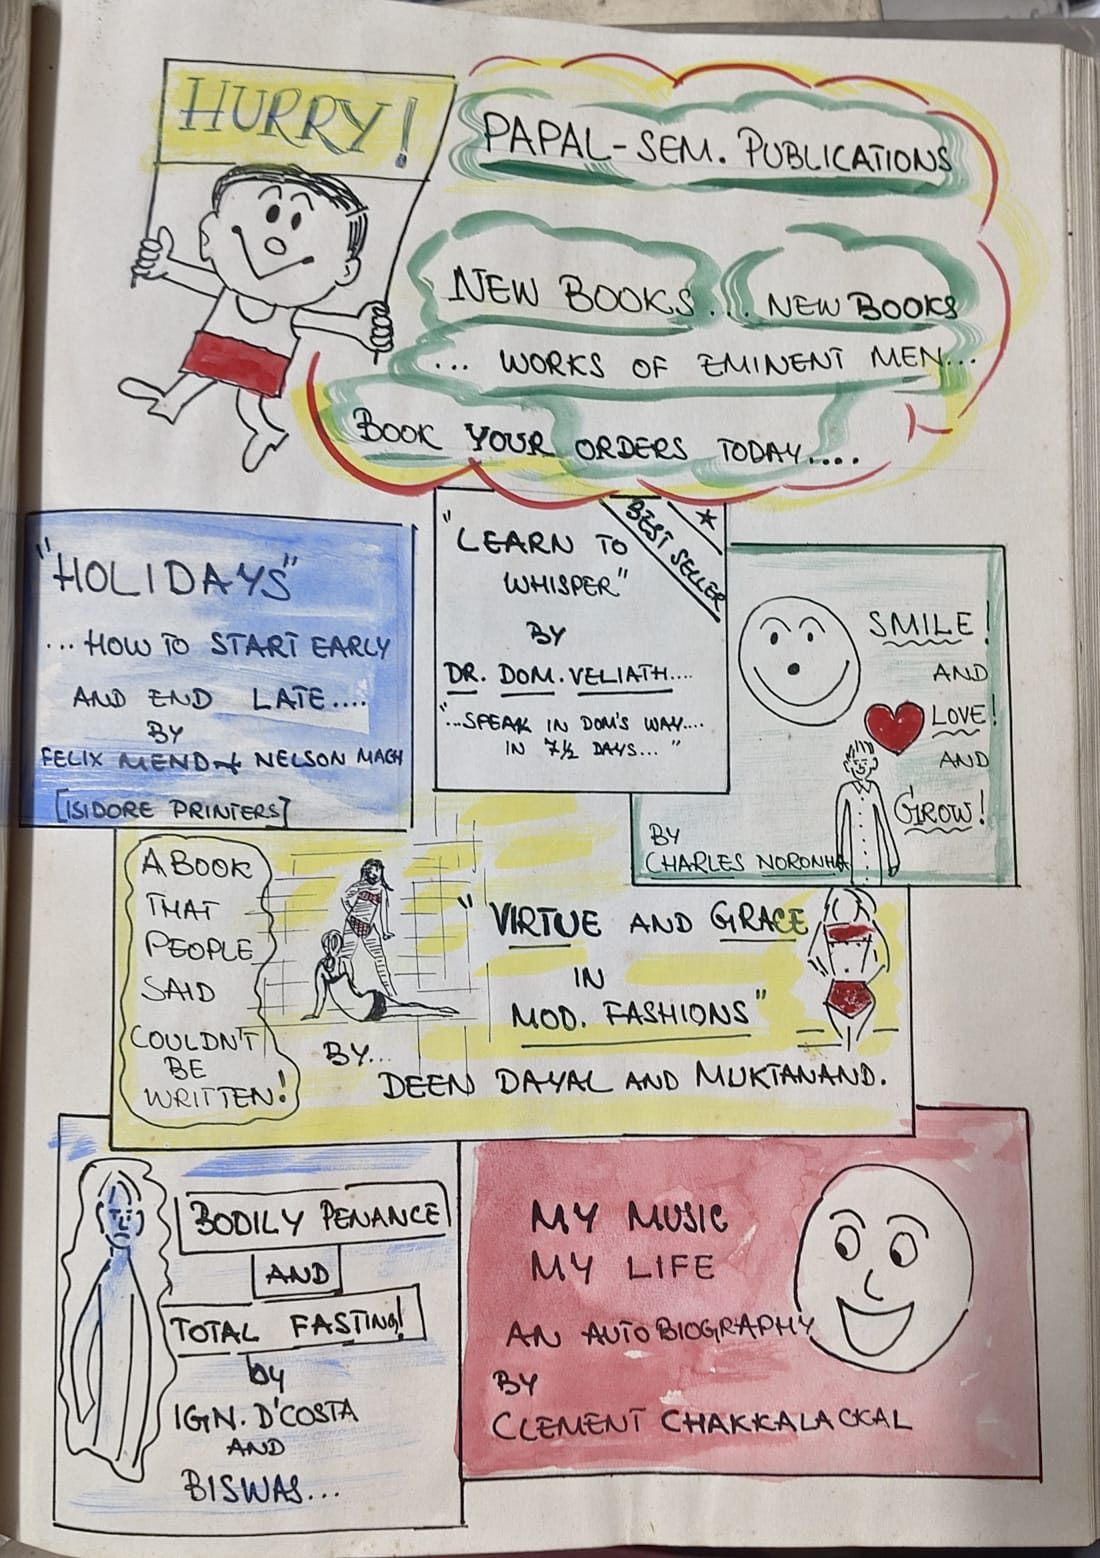 HURRY!
PAPAL-SEM. PUBLICATIONS
NEW BOOKS... NEW BOOKS
... WORKS OF EMINENT MEN...
BOOK YOUR ORDERS TODAY....
"HOLIDAYS"
... HOW TO START EARLY
AND END LATE....
BY
FELIX MEND & NELSON MACH
[ISIDORE PRINTERS]
"LEARN TO
WHISPER"
BY
DR. DOM. VELIATH....
"...SPEAK IN DOM'S WAY....
IN 7½ DAYS..."
BEST SELLER
SMILE!
AND
LOVE!
AND
GROW!
BY
CHARLES NORONHA
A BOOK
THAT
PEOPLE
SAID
COULDN'T
BE
WRITTEN!
"VIRTUE AND GRACE
IN
MOD. FASHIONS"
BY...
DEEN DAYAL AND MUKTANAND.
BODILY PENANCE
AND
TOTAL FASTING!
by
IGN. D'COSTA
AND
BISWAS...
MY MUSIC
MY LIFE
AN AUTOBIOGRAPHY
BY
CLEMENT CHAKKALACKAL